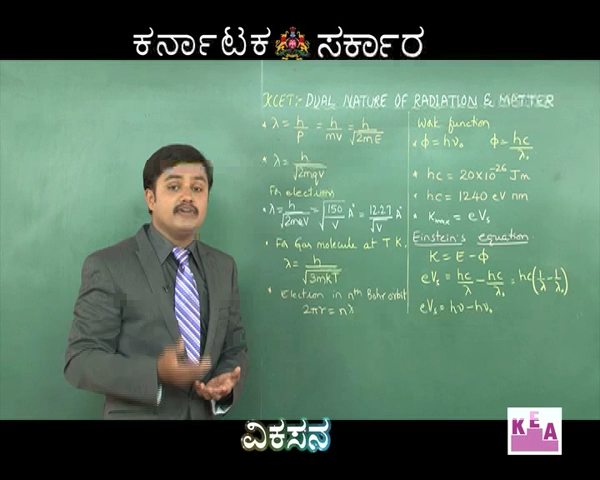 ಕರ್ನಾಟಕ ಸರ್ಕಾರ
KCET:- DUAL NATURE OF RADIATION & MATTER
• λ = h/P = h/mv = h/√2mE
• λ = h/√2mqV
For electrons
• λ = h/√2meV = √150/V A° = 12.27/√V A°
• For Gas molecule at T K.
λ = h/√3mkT
• Electron in nth Bohr orbit
2πr = nλ
Work function
• Φ = hν₀ Φ = hc/λ₀
• hc = 20×10⁻²⁶ Jm
• hc = 1240 eV nm
• Kmax = eVs
Einstein's equation
K = E - Φ
eVs = hc/λ - hc/λ₀ = hc(1/λ - 1/λ₀)
eVs = hν - hν₀
ವಿಕಸನ
KEA